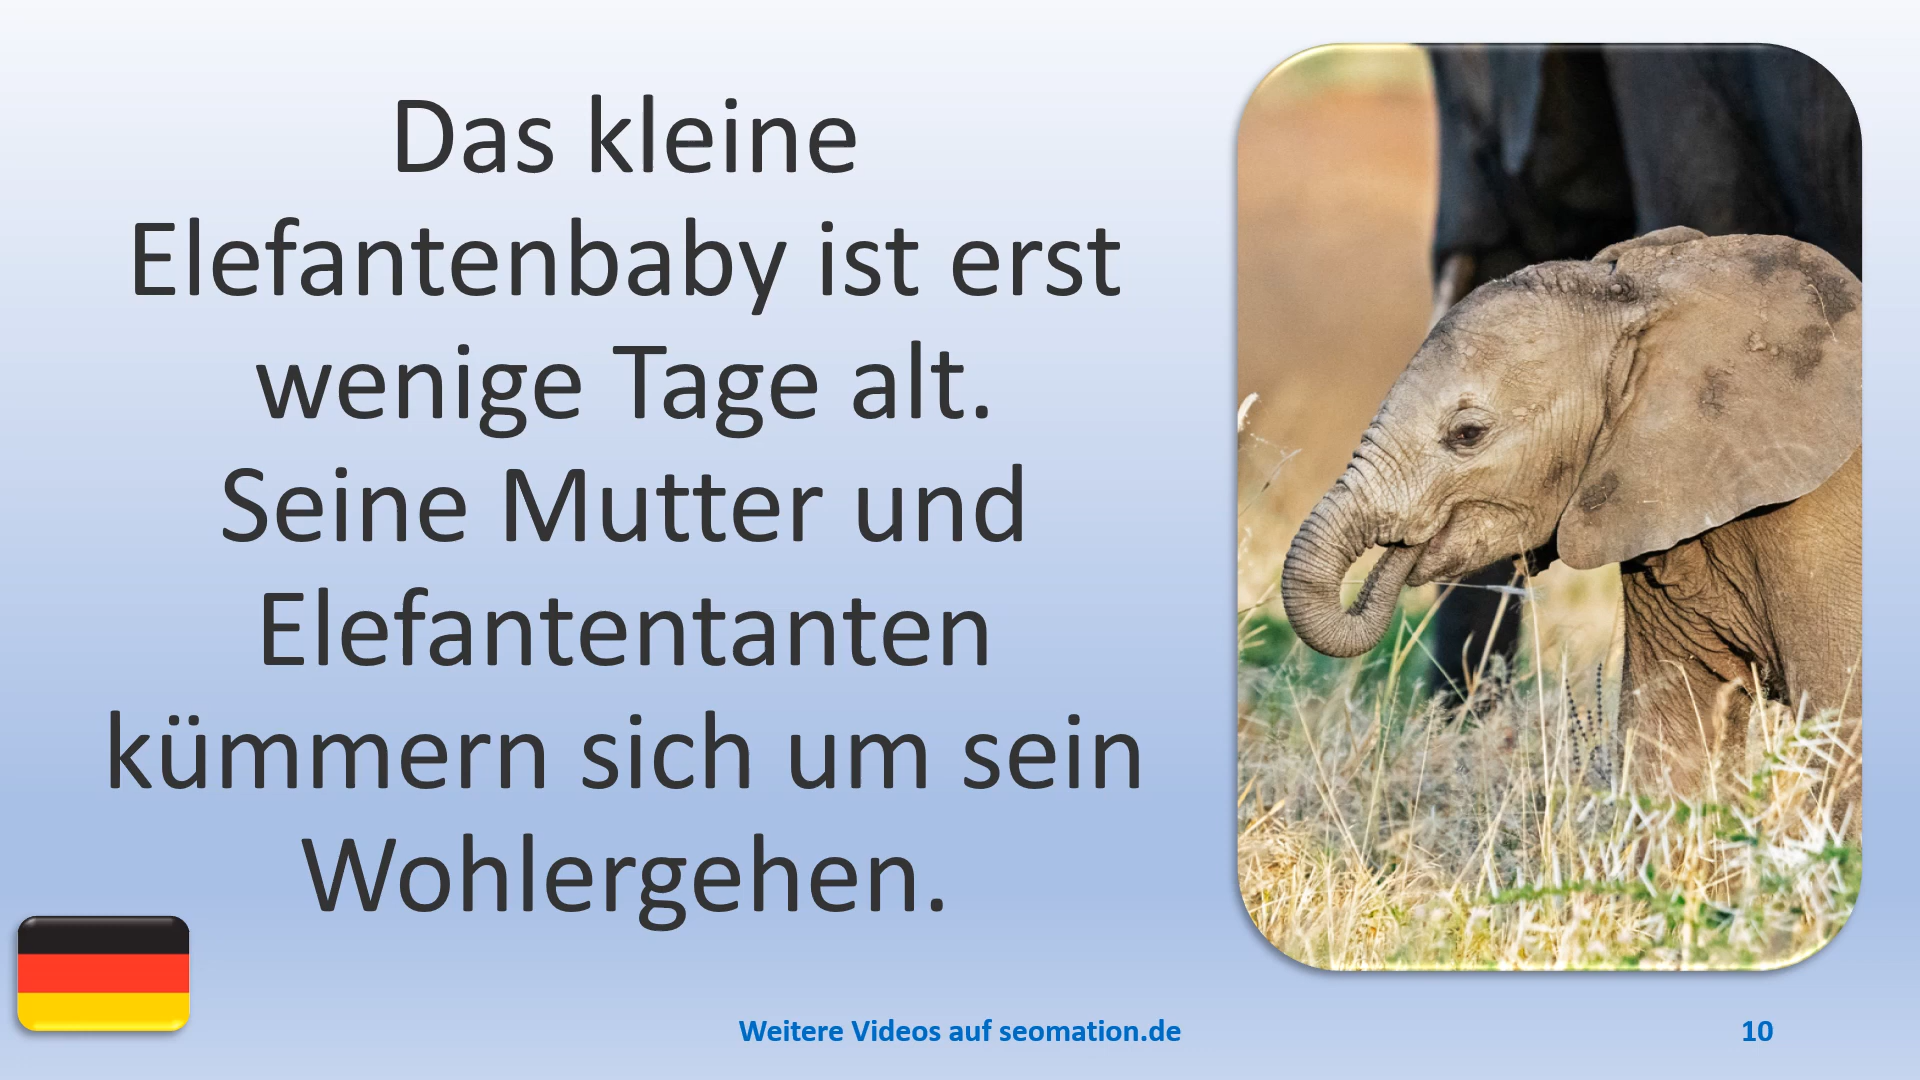 Das kleine
Elefantenbaby ist erst
wenige Tage alt.
Seine Mutter und
Elefantentanten
kümmern sich um sein
Wohlergehen.
Weitere Videos auf seomation.de
10